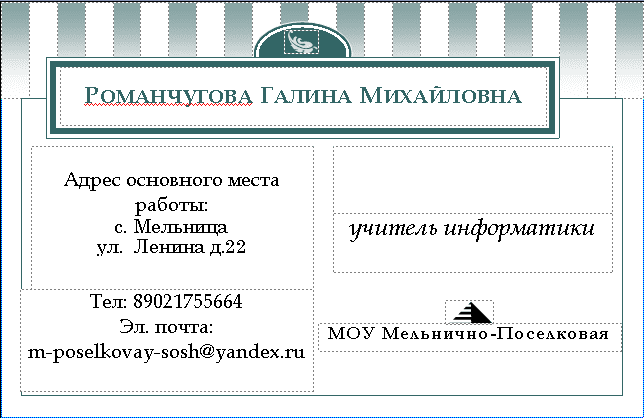 Романчугова Галина Михайловна
Адрес основного места
работы:
с. Мельница
ул. Ленина д.22
учитель информатики
Тел: 89021755664
Эл. почта:
m-poselkovay-sosh@yandex.ru
МОУ Мельнично-Поселковая